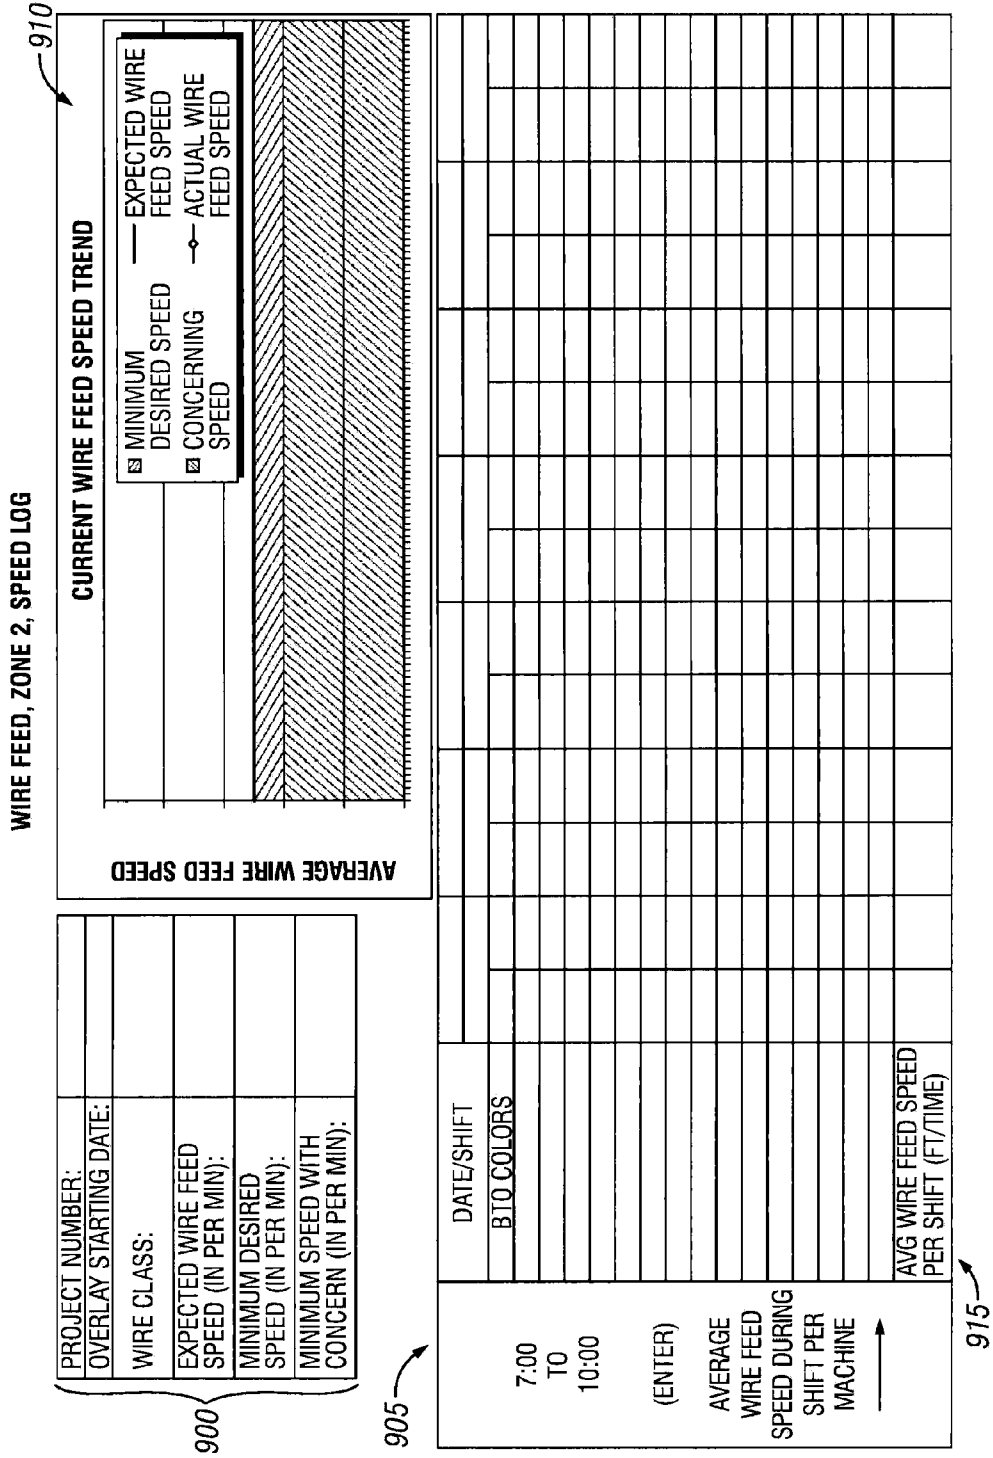 WIRE FEED, ZONE 2, SPEED LOG
900
PROJECT NUMBER:
OVERLAY STARTING DATE:
WIRE CLASS:
EXPECTED WIRE FEED
SPEED (IN PER MIN):
MINIMUM DESIRED
SPEED (IN PER MIN):
MINIMUM SPEED WITH
CONCERN (IN PER MIN):
910
CURRENT WIRE FEED SPEED TREND
AVERAGE WIRE FEED SPEED
MINIMUM
DESIRED SPEED
EXPECTED WIRE
FEED SPEED
CONCERNING
SPEED
ACTUAL WIRE
FEED SPEED
905
DATE/SHIFT
BTO COLORS
7:00
TO
10:00
(ENTER)
AVERAGE
WIRE FEED
SPEED DURING
SHIFT PER
MACHINE
AVG WIRE FEED SPEED
PER SHIFT (FT/TIME)
915